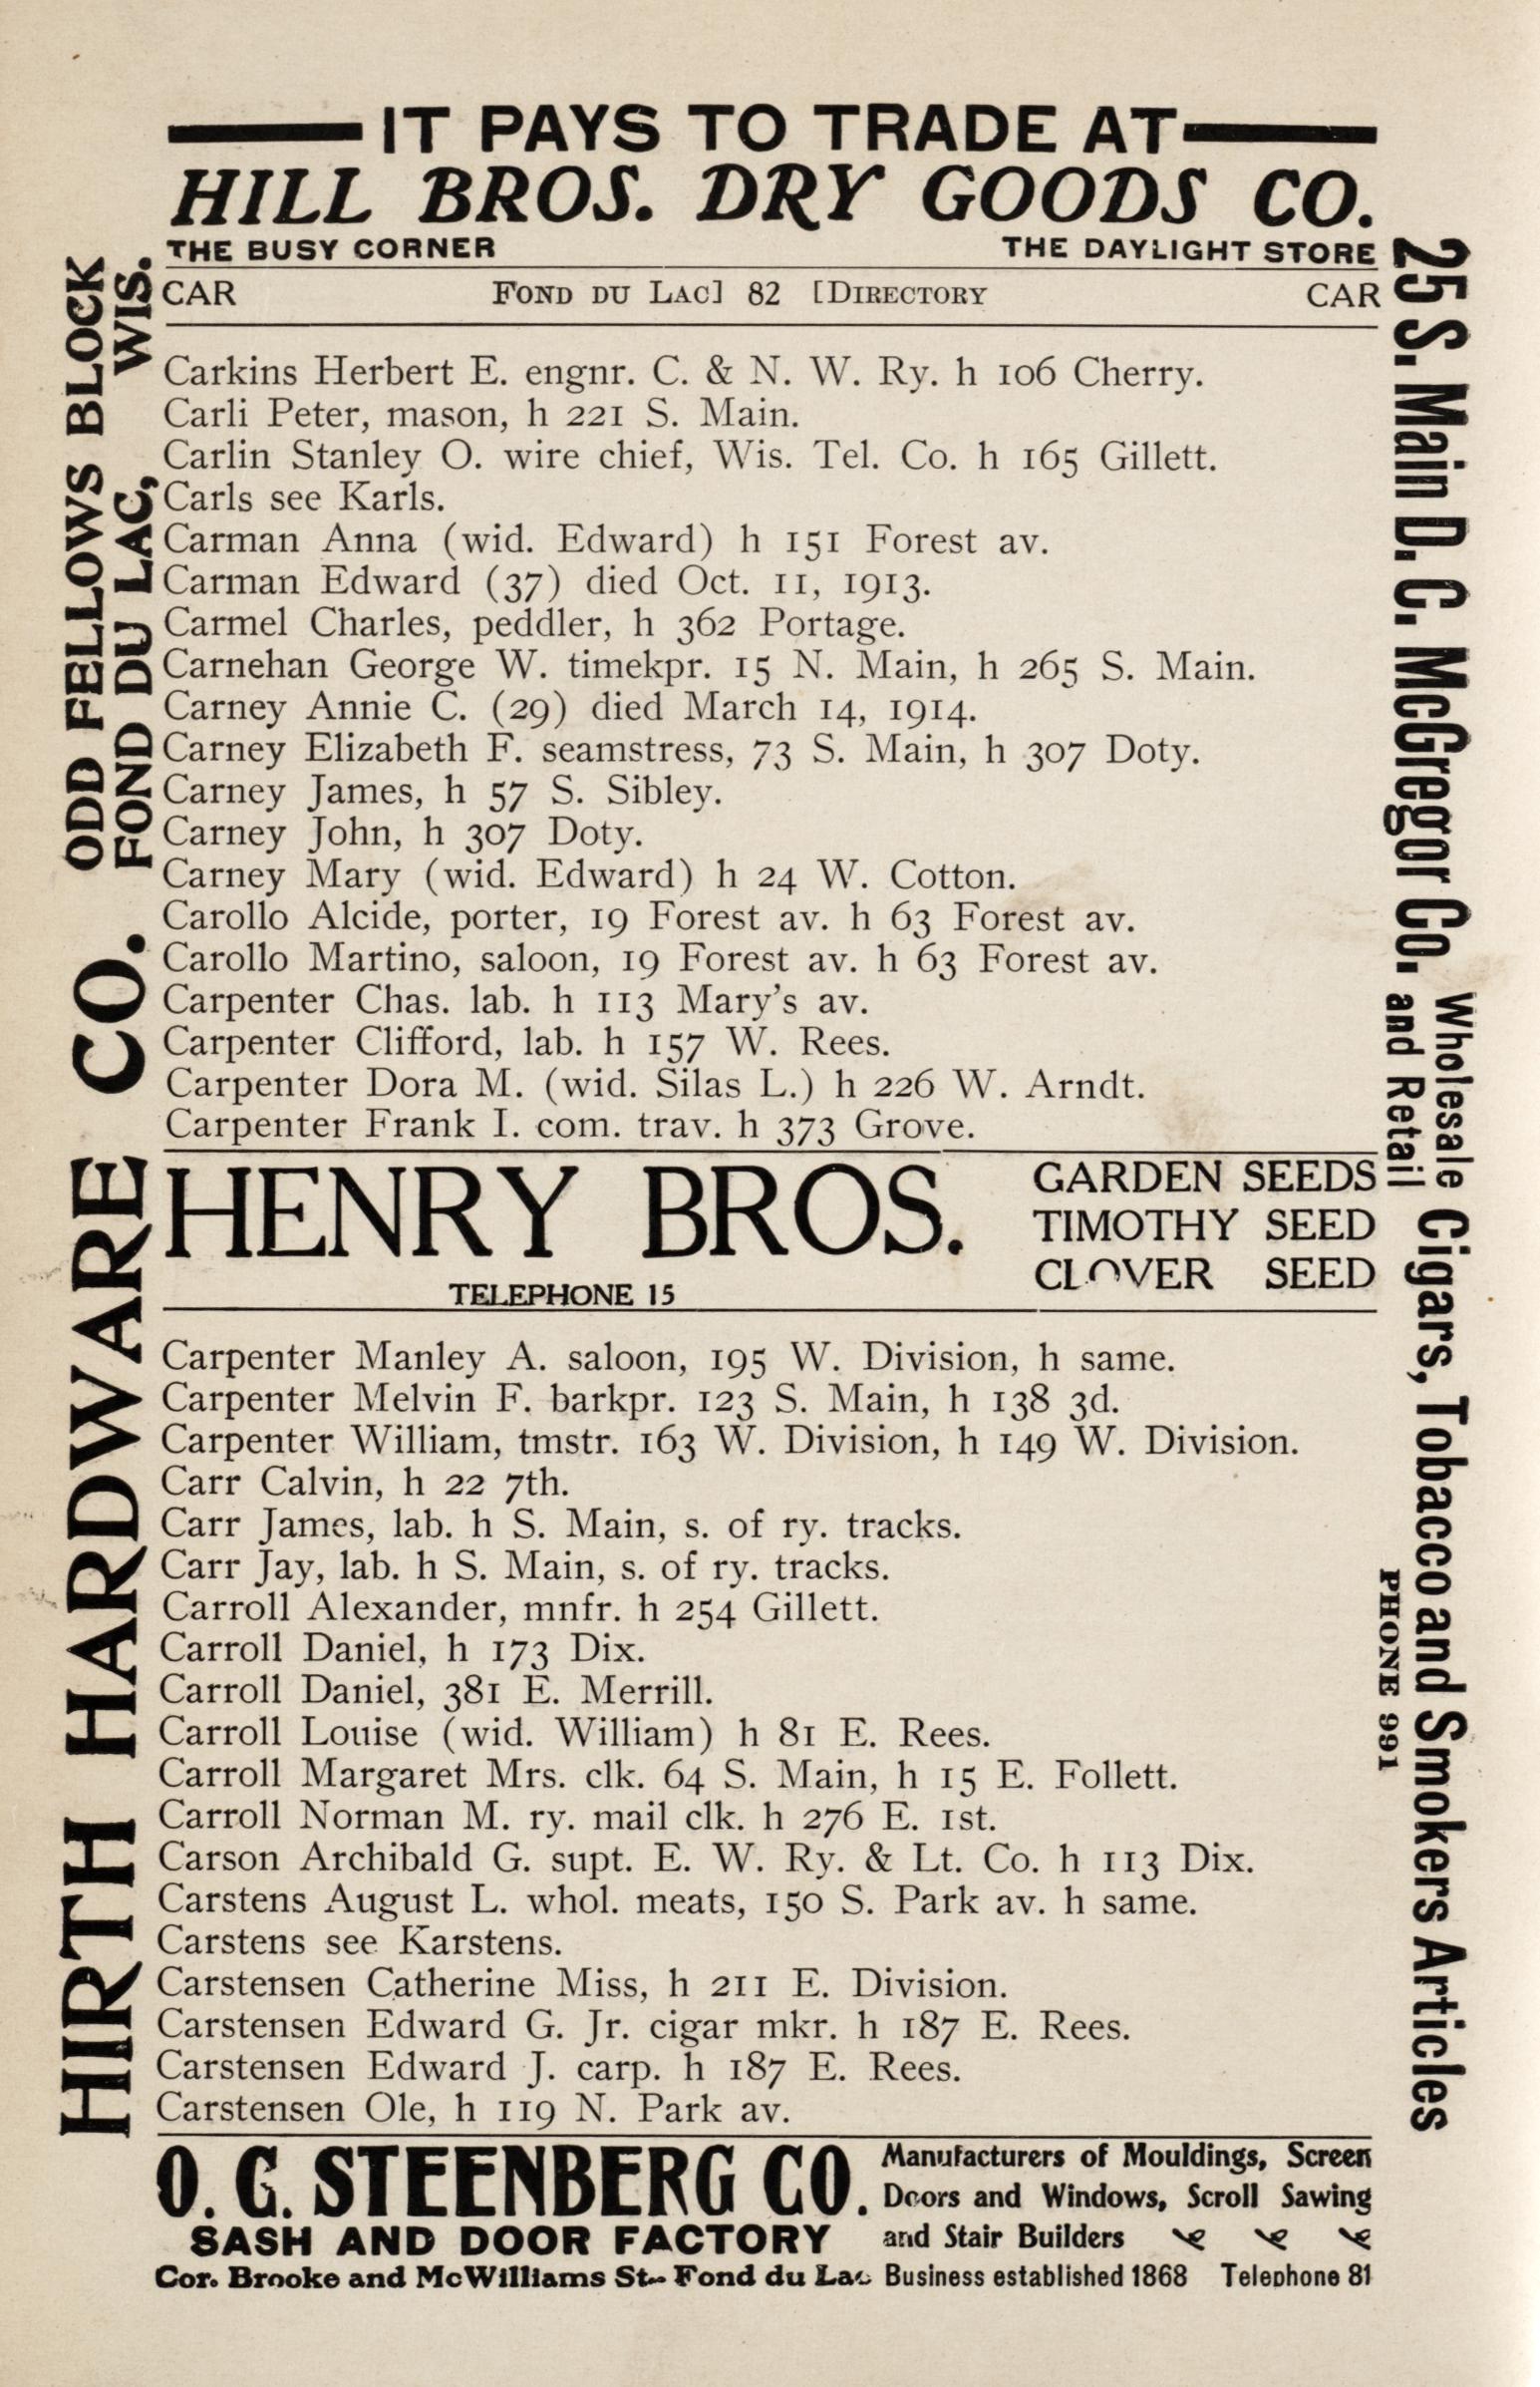 IT PAYS TO TRADE AT
HILL BROS. DRY GOODS CO.
THE BUSY CORNER THE DAYLIGHT STORE
CAR FOND DU LAC] 82 [DIRECTORY CAR
Carkins Herbert E. engnr. C. & N. W. Ry. h 106 Cherry.
Carli Peter, mason, h 221 S. Main.
Carlin Stanley O. wire chief, Wis. Tel. Co. h 165 Gillett.
Carls see Karls.
Carman Anna (wid. Edward) h 151 Forest av.
Carman Edward (37) died Oct. 11, 1913.
Carmel Charles, peddler, h 362 Portage.
Carnehan George W. timekpr. 15 N. Main, h 265 S. Main.
Carney Annie C. (29) died March 14, 1914.
Carney Elizabeth F. seamstress, 73 S. Main, h 307 Doty.
Carney James, h 57 S. Sibley.
Carney John, h 307 Doty.
Carney Mary (wid. Edward) h 24 W. Cotton.
Carollo Alcide, porter, 19 Forest av. h 63 Forest av.
Carollo Martino, saloon, 19 Forest av. h 63 Forest av.
Carpenter Chas. lab. h 113 Mary's av.
Carpenter Clifford, lab. h 157 W. Rees.
Carpenter Dora M. (wid. Silas L.) h 226 W. Arndt.
Carpenter Frank I. com. trav. h 373 Grove.
HENRY BROS.
TELEPHONE 15
GARDEN SEEDS
TIMOTHY SEED
CLOVER SEED
Carpenter Manley A. saloon, 195 W. Division, h same.
Carpenter Melvin F. barkpr. 123 S. Main, h 138 3d.
Carpenter William, tmstr. 163 W. Division, h 149 W. Division.
Carr Calvin, h 22 7th.
Carr James, lab. h S. Main, s. of ry. tracks.
Carr Jay, lab. h S. Main, s. of ry. tracks.
Carroll Alexander, mnfr. h 254 Gillett.
Carroll Daniel, h 173 Dix.
Carroll Daniel, 381 E. Merrill.
Carroll Louise (wid. William) h 81 E. Rees.
Carroll Margaret Mrs. clk. 64 S. Main, h 15 E. Follett.
Carroll Norman M. ry. mail clk. h 276 E. 1st.
Carson Archibald G. supt. E. W. Ry. & Lt. Co. h 113 Dix.
Carstens August L. whol. meats, 150 S. Park av. h same.
Carstens see Karstens.
Carstensen Catherine Miss, h 211 E. Division.
Carstensen Edward G. Jr. cigar mkr. h 187 E. Rees.
Carstensen Edward J. carp. h 187 E. Rees.
Carstensen Ole, h 119 N. Park av.
O. C. STEENBERG CO.
SASH AND DOOR FACTORY
Cor. Brooke and McWilliams St. Fond du Lac
Manufacturers of Mouldings, Screen
Doors and Windows, Scroll Sawing
and Stair Builders
Business established 1868 Telephone 81
HIRTH HARDWARE CO.
ODD FELLOWS BLOCK
FOND DU LAC, WIS.
25 S. Main D. C. McGregor Co.
Wholesale
and Retail
Cigars, Tobacco and Smokers Articles
PHONE 991